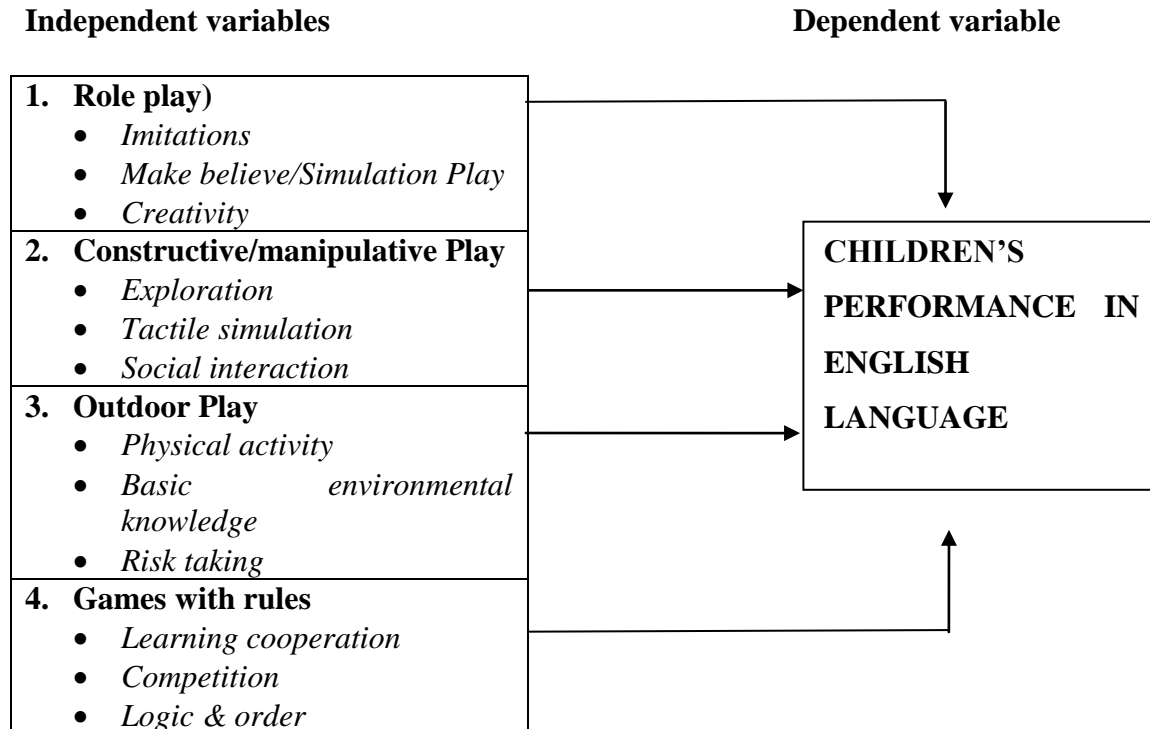 Independent variables
Dependent variable
1. Role play)
• Imitations
• Make believe/Simulation Play
• Creativity
2. Constructive/manipulative Play
• Exploration
• Tactile simulation
• Social interaction
3. Outdoor Play
• Physical activity
• Basic environmental
knowledge
• Risk taking
4. Games with rules
• Learning cooperation
• Competition
• Logic & order
CHILDREN’S
PERFORMANCE IN
ENGLISH
LANGUAGE